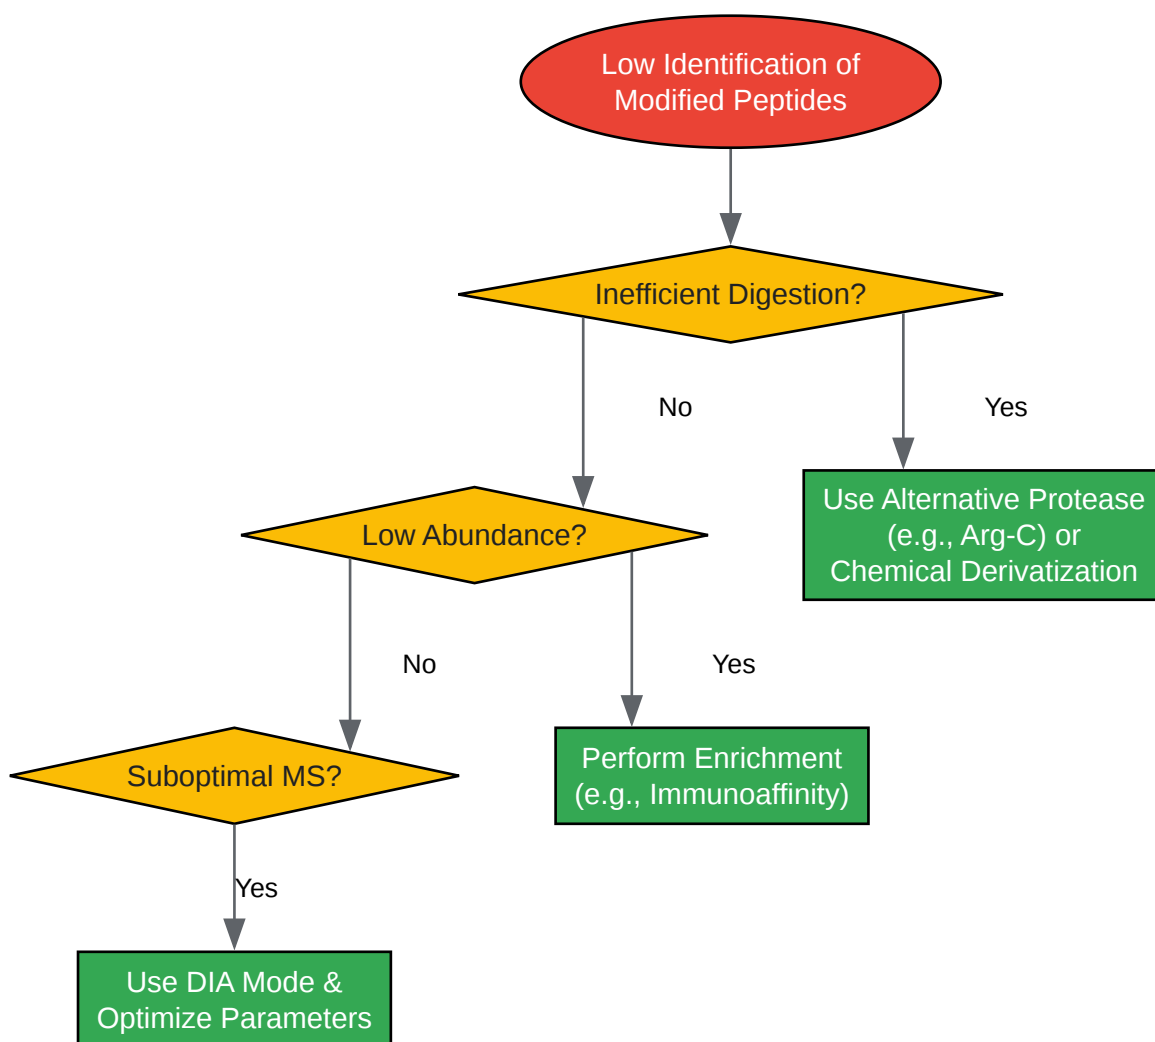 Low Identification of
Modified Peptides
Inefficient Digestion?
No
Yes
Use Alternative Protease
(e.g., Arg-C) or
Chemical Derivatization
Low Abundance?
No
Yes
Perform Enrichment
(e.g., Immunoaffinity)
Suboptimal MS?
Yes
Use DIA Mode &
Optimize Parameters